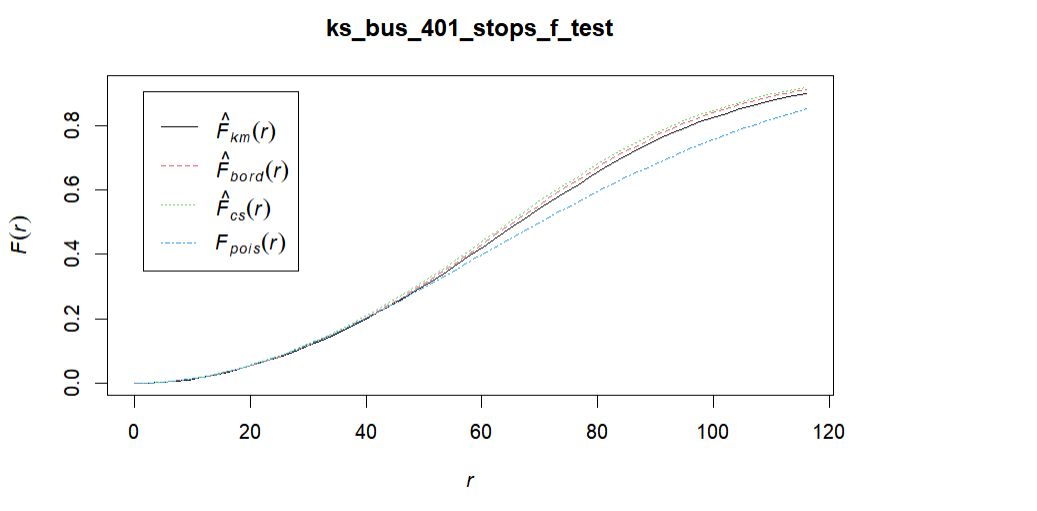 ks_bus_401_stops_f_test
F̂km(r)
F̂bord(r)
F̂cs(r)
Fpois(r)
F(r)
0.8
0.6
0.4
0.2
0.0
0 20 40 60 80 100 120
r